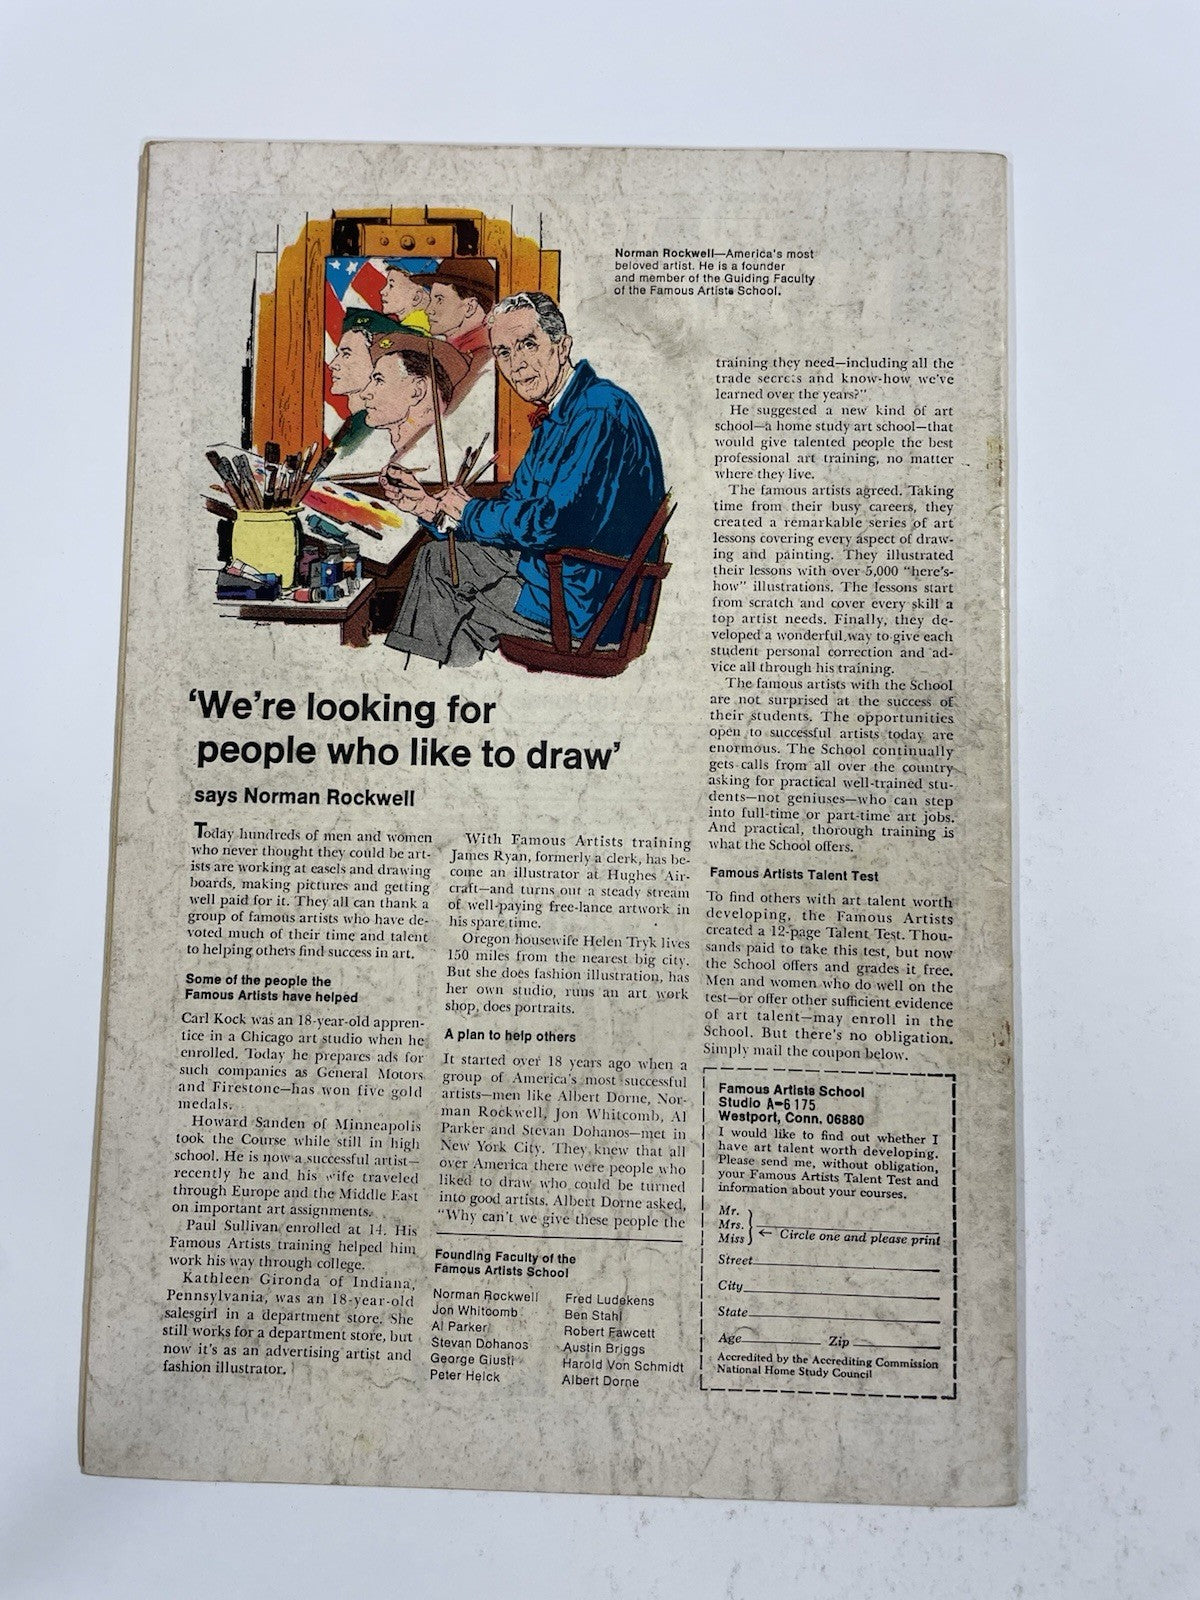 Norman Rockwell—America's most
beloved artist. He is a founder
and member of the Guiding Faculty
of the Famous Artists School.
'We're looking for
people who like to draw'
says Norman Rockwell
Today hundreds of men and women
who never thought they could be art-
ists are working at easels and drawing
boards, making pictures and getting
well paid for it. They all can thank a
group of famous artists who have de-
voted much of their time and talent
to helping others find success in art.
Some of the people the
Famous Artists have helped
Carl Kock was an 18-year-old appren-
tice in a Chicago art studio when he
enrolled. Today he prepares ads for
such companies as General Motors
and Firestone—has won five gold
medals.
Howard Sanden of Minneapolis
took the Course while still in high
school. He is now a successful artist—
recently he and his wife traveled
through Europe and the Middle East
on important art assignments.
Paul Sullivan enrolled at 14. His
Famous Artists training helped him
work his way through college.
Kathleen Gironda of Indiana,
Pennsylvania, was an 18-year-old
salesgirl in a department store. She
still works for a department store, but
now it's as an advertising artist and
fashion illustrator.
With Famous Artists training
James Ryan, formerly a clerk, has be-
come an illustrator at Hughes Air-
craft—and turns out a steady stream
of well-paying free-lance artwork in
his spare time.
Oregon housewife Helen Tryk lives
150 miles from the nearest big city.
But she does fashion illustration, has
her own studio, runs an art work
shop, does portraits.
A plan to help others
It started over 18 years ago when a
group of America's most successful
artists—men like Albert Dorne, Nor-
man Rockwell, Jon Whitcomb, Al
Parker and Stevan Dohanos—met in
New York City. They knew that all
over America there were people who
liked to draw who could be turned
into good artists. Albert Dorne asked,
"Why can't we give these people the
Founding Faculty of the
Famous Artists School
Norman Rockwell
Jon Whitcomb
Al Parker
Stevan Dohanos
George Giusti
Peter Helck
Fred Ludekens
Ben Stahl
Robert Fawcett
Austin Briggs
Harold Von Schmidt
Albert Dorne
training they need—including all the
trade secrets and know-how we've
learned over the years?"
He suggested a new kind of art
school—a home study art school—that
would give talented people the best
professional art training, no matter
where they live.
The famous artists agreed. Taking
time from their busy careers, they
created a remarkable series of art
lessons covering every aspect of draw-
ing and painting. They illustrated
their lessons with over 5,000 "here's-
how" illustrations. The lessons start
from scratch and cover every skill a
top artist needs. Finally, they de-
veloped a wonderful way to give each
student personal correction and ad-
vice all through his training.
The famous artists with the School
are not surprised at the success of
their students. The opportunities
open to successful artists today are
enormous. The School continually
gets calls from all over the country
asking for practical well-trained stu-
dents—not geniuses—who can step
into full-time or part-time art jobs.
And practical, thorough training is
what the School offers.
Famous Artists Talent Test
To find others with art talent worth
developing, the Famous Artists
created a 12-page Talent Test. Thou-
sands paid to take this test, but now
the School offers and grades it free.
Men and women who do well on the
test—or offer other sufficient evidence
of art talent—may enroll in the
School. But there's no obligation.
Simply mail the coupon below.
Famous Artists School
Studio A-6175
Westport, Conn. 06880
I would like to find out whether I
have art talent worth developing.
Please send me, without obligation,
your Famous Artists Talent Test and
information about your courses.
Mr.
Mrs.
Miss ← Circle one and please print
Street
City
State
Age Zip
Accredited by the Accrediting Commission
National Home Study Council